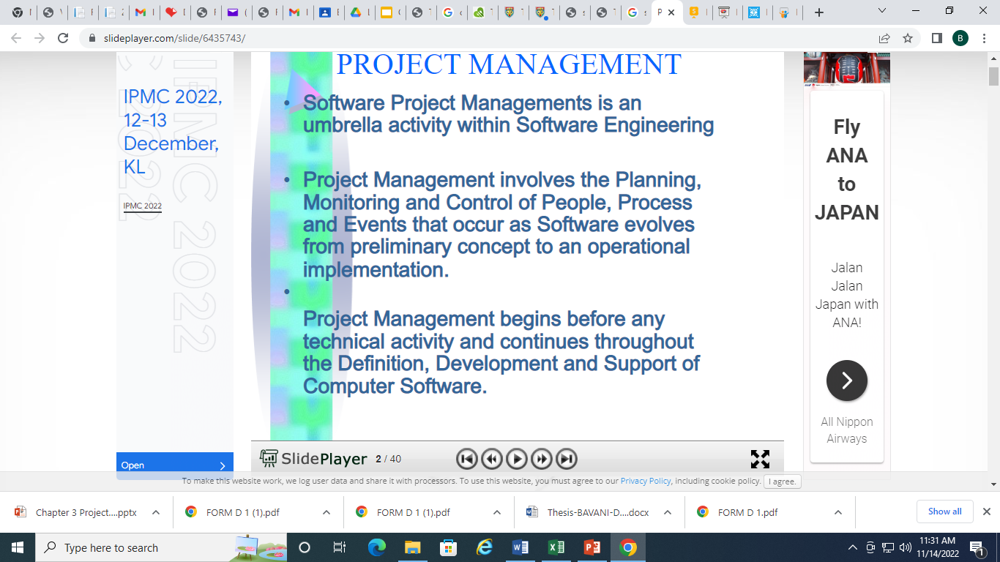 slideplayer.com/slide/6435743/
B
IPMC 2022,
12-13
December,
KL
IPMC 2022
IPMC 2022
Open
PROJECT MANAGEMENT
• Software Project Managements is an
umbrella activity within Software Engineering
• Project Management involves the Planning,
Monitoring and Control of People, Process
and Events that occur as Software evolves
from preliminary concept to an operational
implementation.
•
Project Management begins before any
technical activity and continues throughout
the Definition, Development and Support of
Computer Software.
SlidePlayer 2 / 40
Fly
ANA
to
JAPAN
Jalan
Jalan
Japan with
ANA!
All Nippon
Airways
To make this website work, we log user data and share it with processors. To use this website, you must agree to our Privacy Policy, including cookie policy. I agree.
Chapter 3 Project....pptx
FORM D 1 (1).pdf
FORM D 1 (1).pdf
Thesis-BAVANI-D....docx
FORM D 1.pdf
Show all
Type here to search
11:31 AM
11/14/2022
1